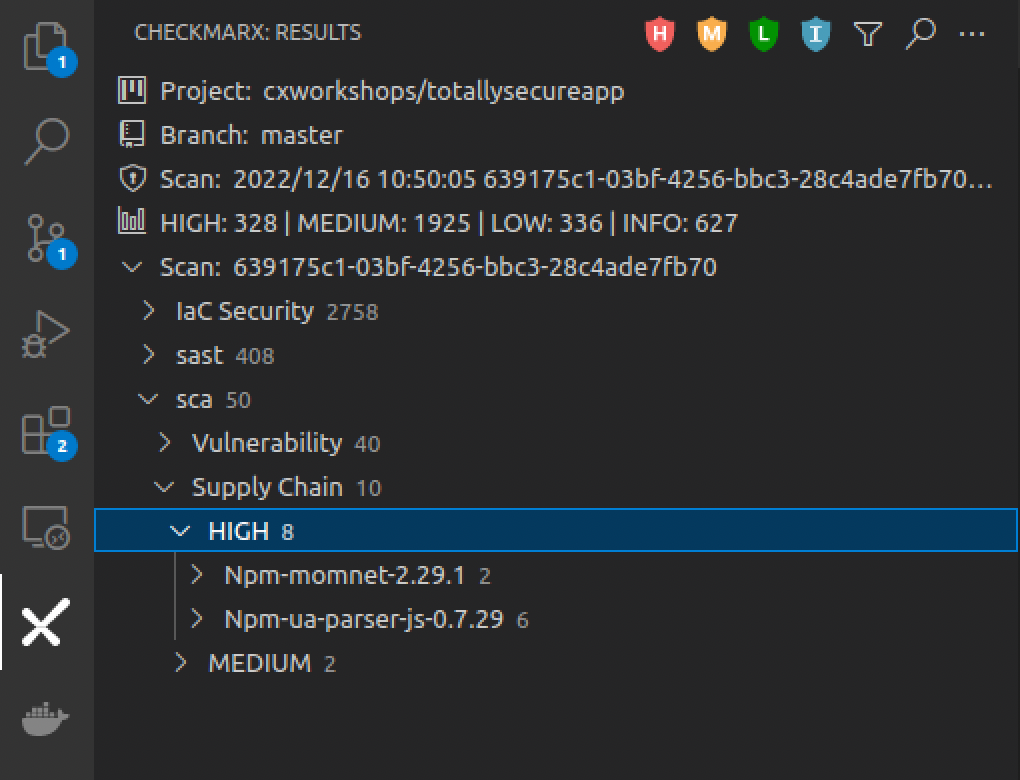 CHECKMARX: RESULTS H M L I ...
1
Project: cxworkshops/totallysecureapp
Branch: master
Scan: 2022/12/16 10:50:05 639175c1-03bf-4256-bbc3-28c4ade7fb70...
HIGH: 328 | MEDIUM: 1925 | LOW: 336 | INFO: 627
1
Scan: 639175c1-03bf-4256-bbc3-28c4ade7fb70
IaC Security 2758
sast 408
sca 50
2
Vulnerability 40
Supply Chain 10
HIGH 8
Npm-momnet-2.29.1 2
Npm-ua-parser-js-0.7.29 6
MEDIUM 2